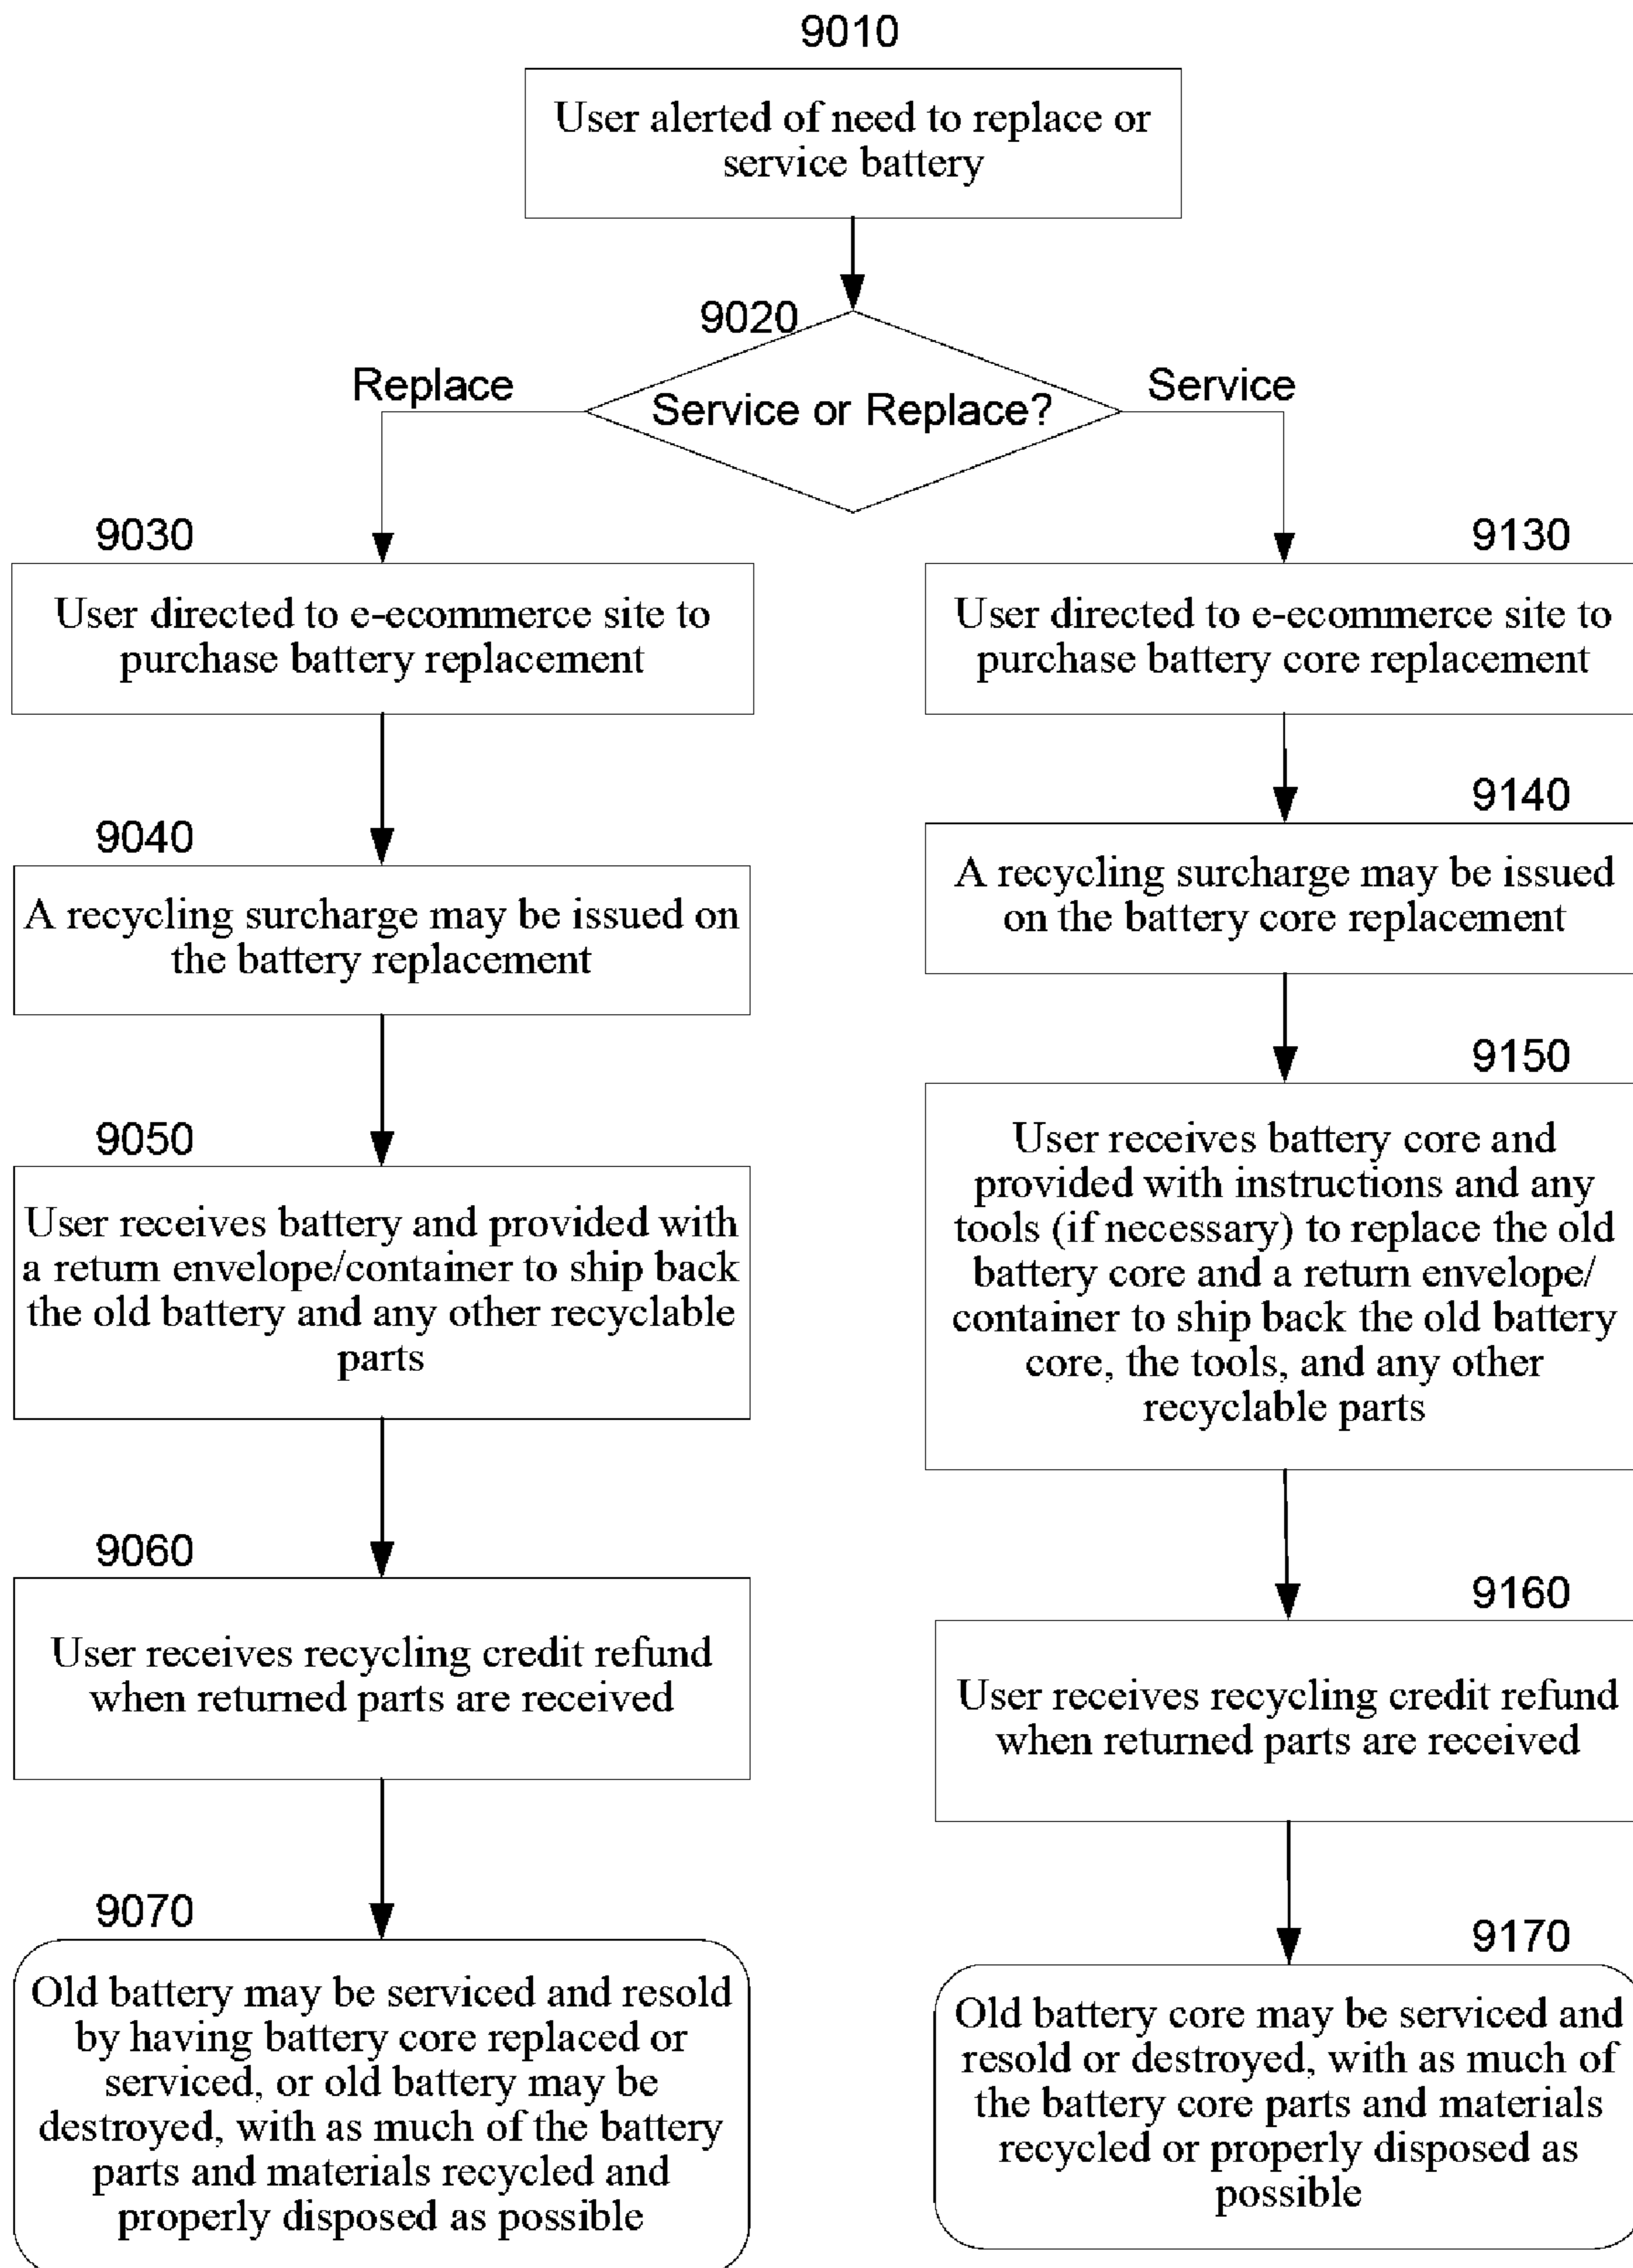 9010
User alerted of need to replace or
service battery
9020
Replace
Service or Replace?
Service
9030
User directed to e-ecommerce site to
purchase battery replacement
9040
A recycling surcharge may be issued on
the battery replacement
9050
User receives battery and provided with
a return envelope/container to ship back
the old battery and any other recyclable
parts
9060
User receives recycling credit refund
when returned parts are received
9070
Old battery may be serviced and resold
by having battery core replaced or
serviced, or old battery may be
destroyed, with as much of the battery
parts and materials recycled and
properly disposed as possible
9130
User directed to e-ecommerce site to
purchase battery core replacement
9140
A recycling surcharge may be issued
on the battery core replacement
9150
User receives battery core and
provided with instructions and any
tools (if necessary) to replace the old
battery core and a return envelope/
container to ship back the old battery
core, the tools, and any other
recyclable parts
9160
User receives recycling credit refund
when returned parts are received
9170
Old battery core may be serviced and
resold or destroyed, with as much of
the battery core parts and materials
recycled or properly disposed as
possible